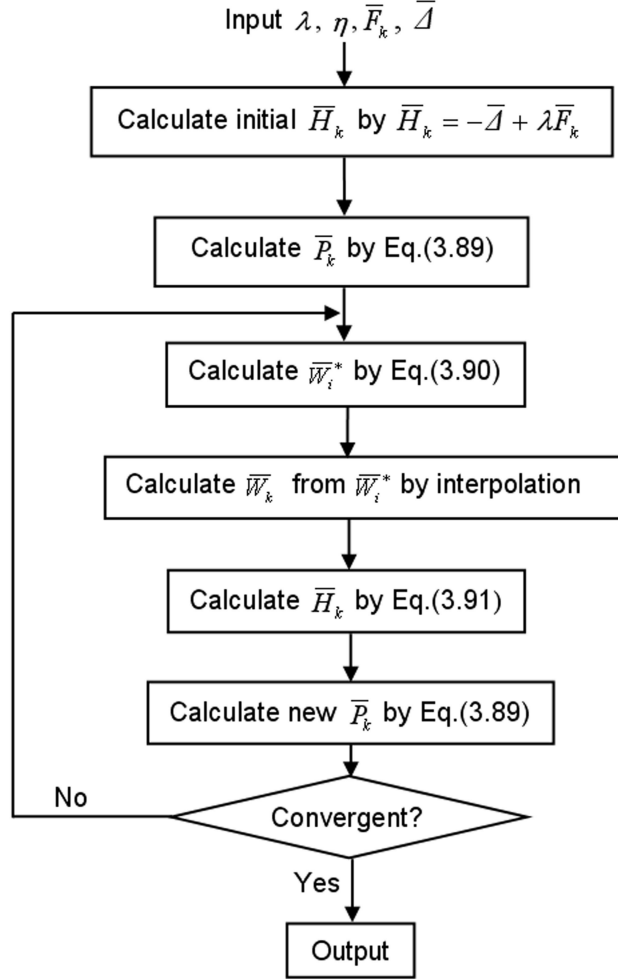 Input λ, η, F̅ₖ, Δ̅
Calculate initial H̅ₖ by H̅ₖ = −Δ̅ + λF̅ₖ
Calculate P̅ₖ by Eq.(3.89)
Calculate W̅ᵢ* by Eq.(3.90)
Calculate W̅ₖ from W̅ᵢ* by interpolation
Calculate H̅ₖ by Eq.(3.91)
Calculate new P̅ₖ by Eq.(3.89)
Convergent?
No
Yes
Output